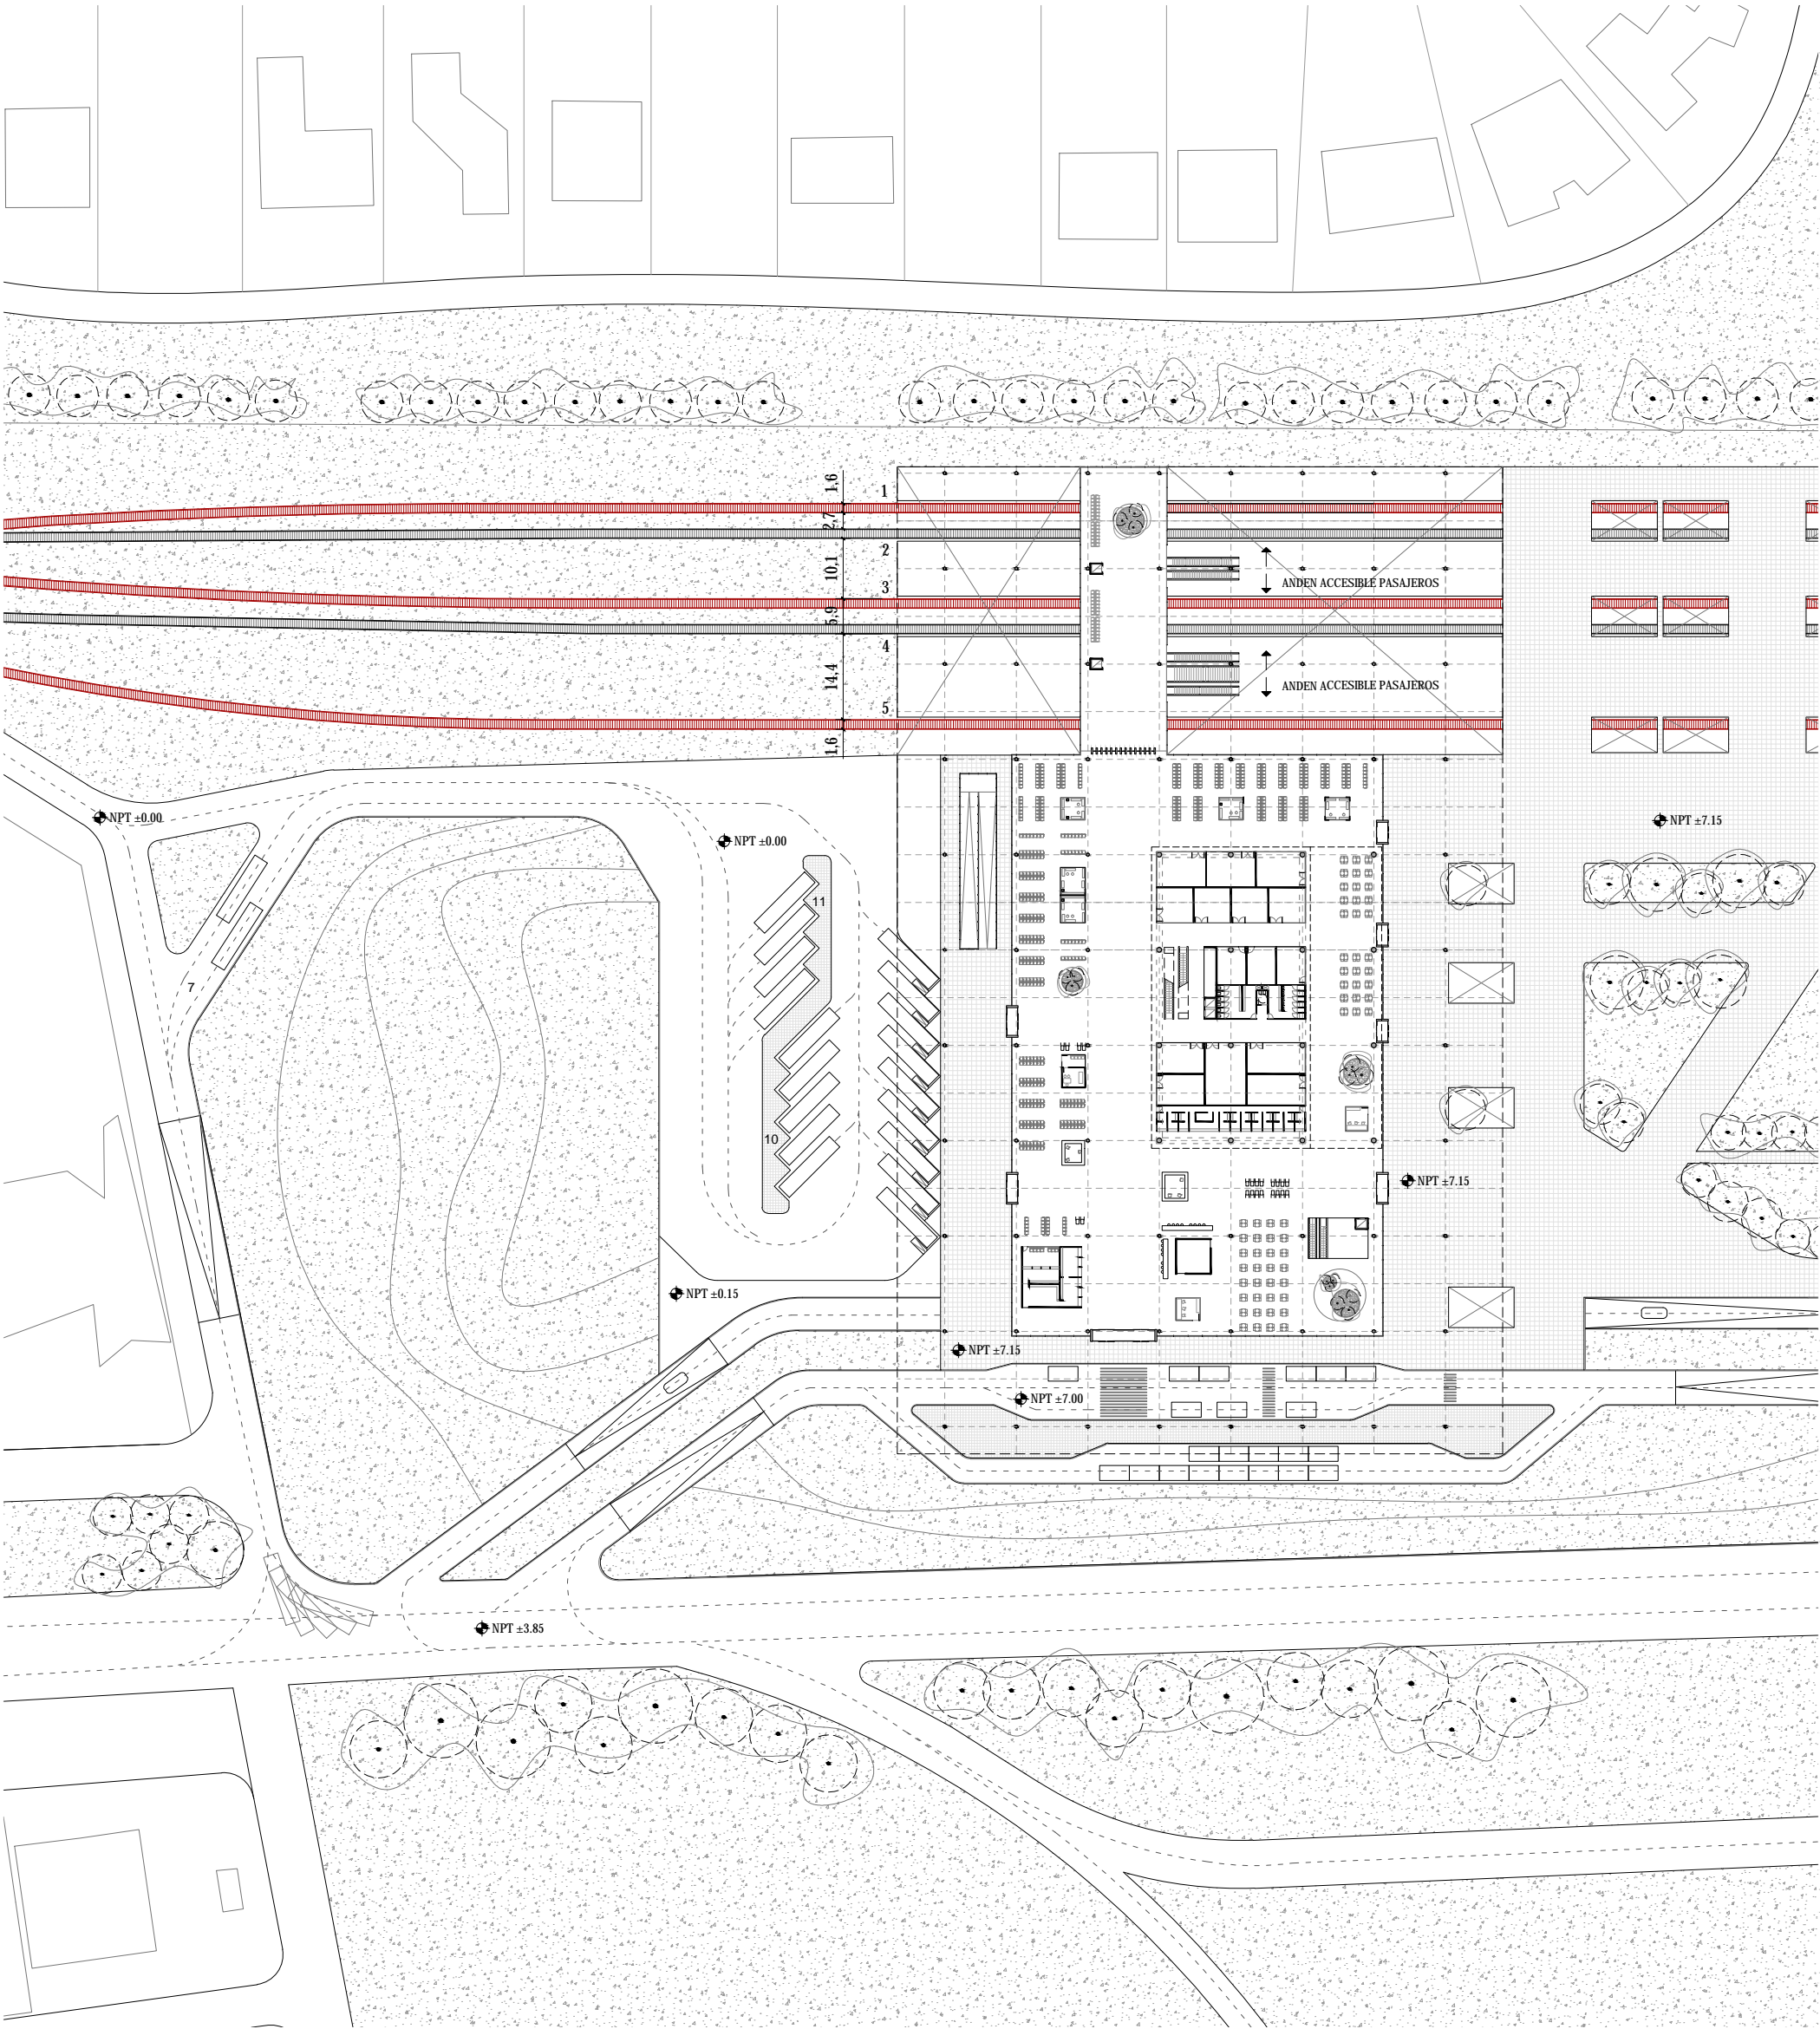 1,6
1
2,7
2
10,1
ANDEN ACCESIBLE PASAJEROS
3
5,9
4
14,4
ANDEN ACCESIBLE PASAJEROS
5
1,6
NPT ±0.00
NPT ±7.15
NPT ±0.00
11
7
10
NPT ±7.15
NPT ±0.15
NPT ±7.15
NPT ±7.00
NPT ±3.85